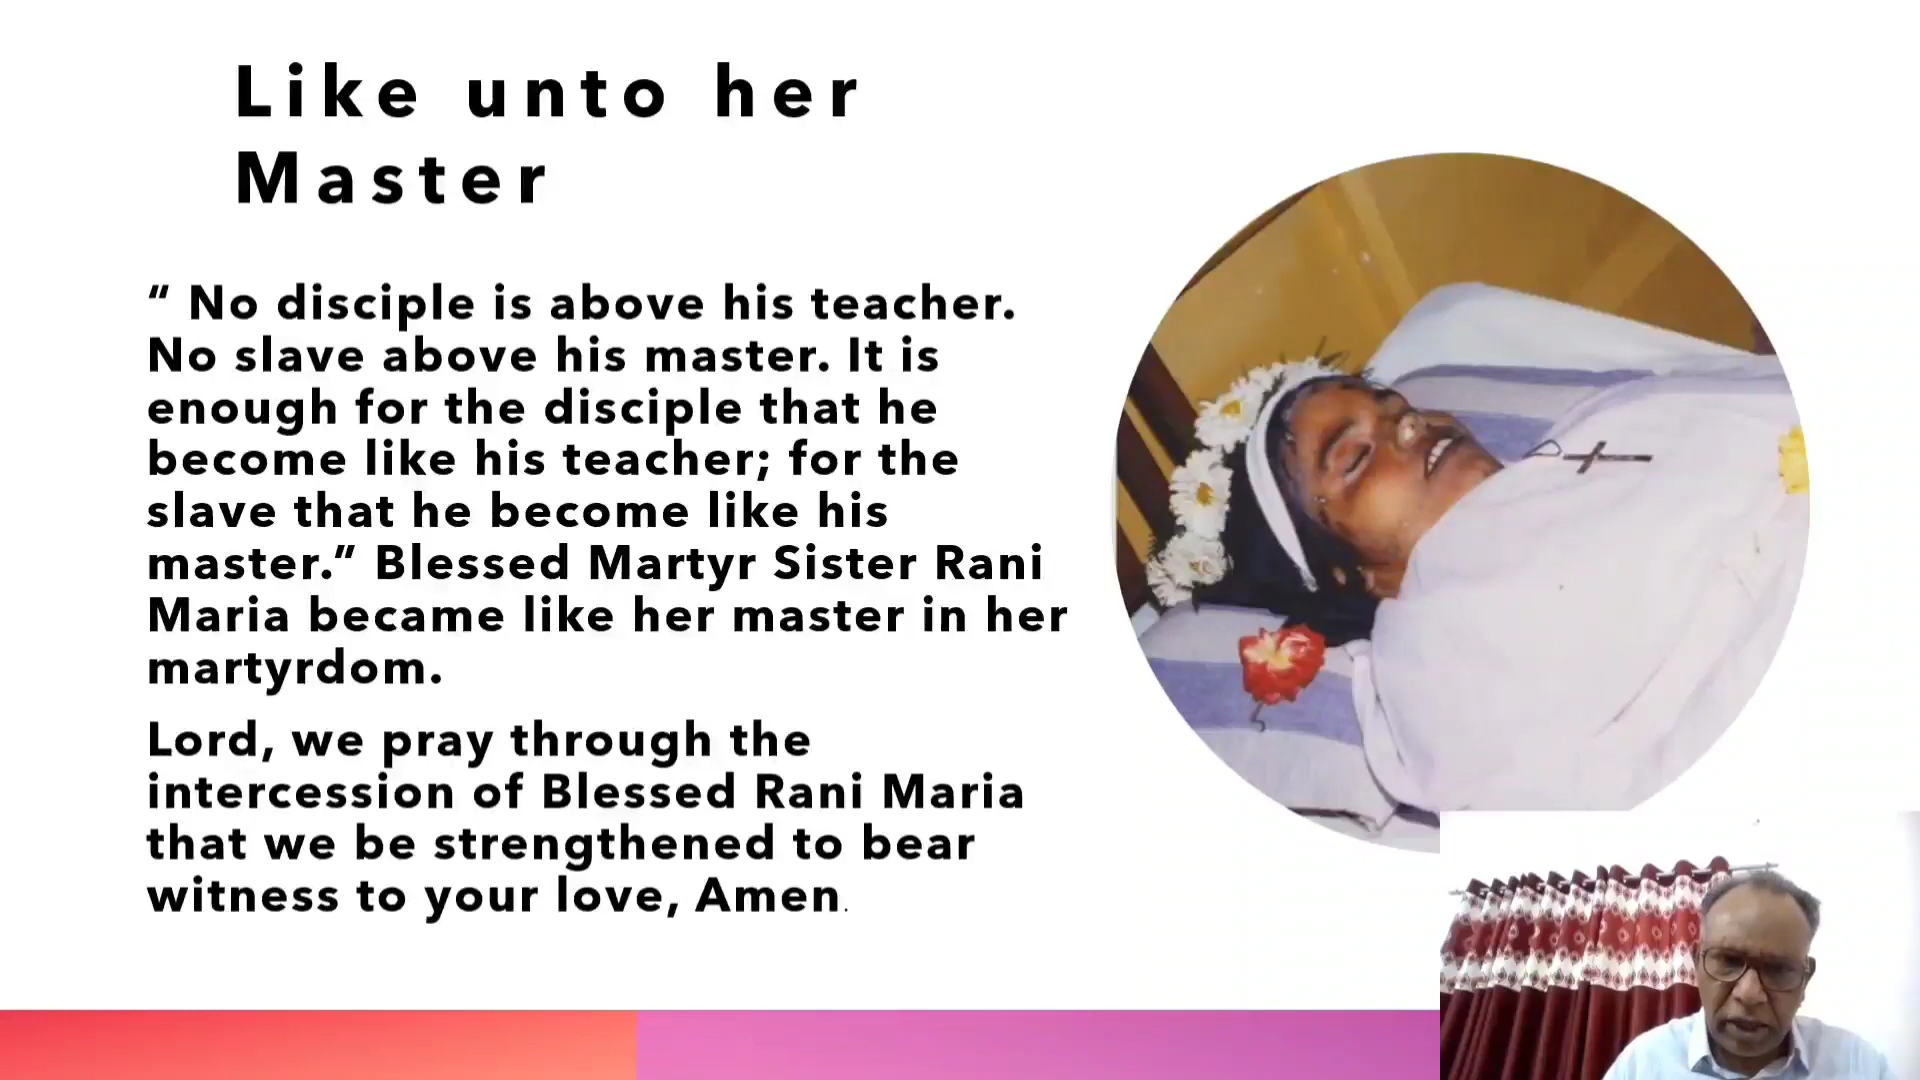 Like unto her
Master
“ No disciple is above his teacher.
No slave above his master. It is
enough for the disciple that he
become like his teacher; for the
slave that he become like his
master.” Blessed Martyr Sister Rani
Maria became like her master in her
martyrdom.
Lord, we pray through the
intercession of Blessed Rani Maria
that we be strengthened to bear
witness to your love, Amen.